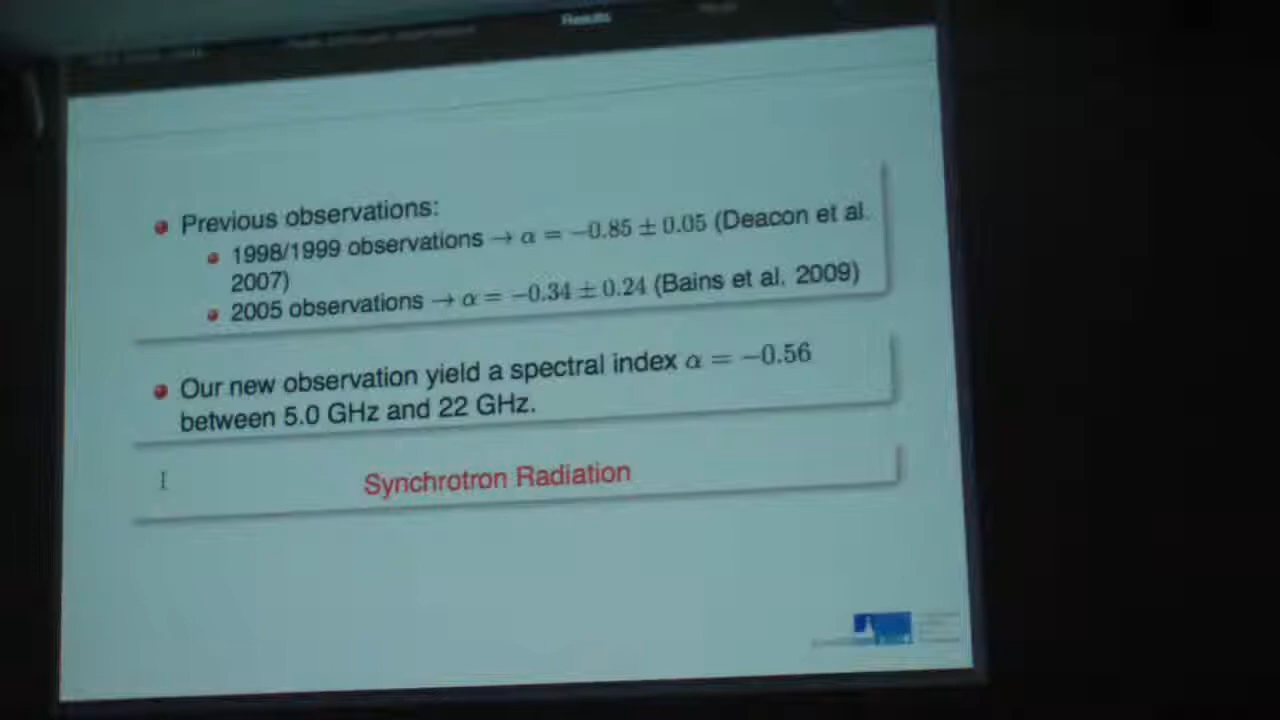 Results
Previous observations:
1998/1999 observations → α = −0.85 ± 0.05 (Deacon et al.
2007)
2005 observations → α = −0.34 ± 0.24 (Bains et al. 2009)
Our new observation yield a spectral index α = −0.56
between 5.0 GHz and 22 GHz.
Synchrotron Radiation